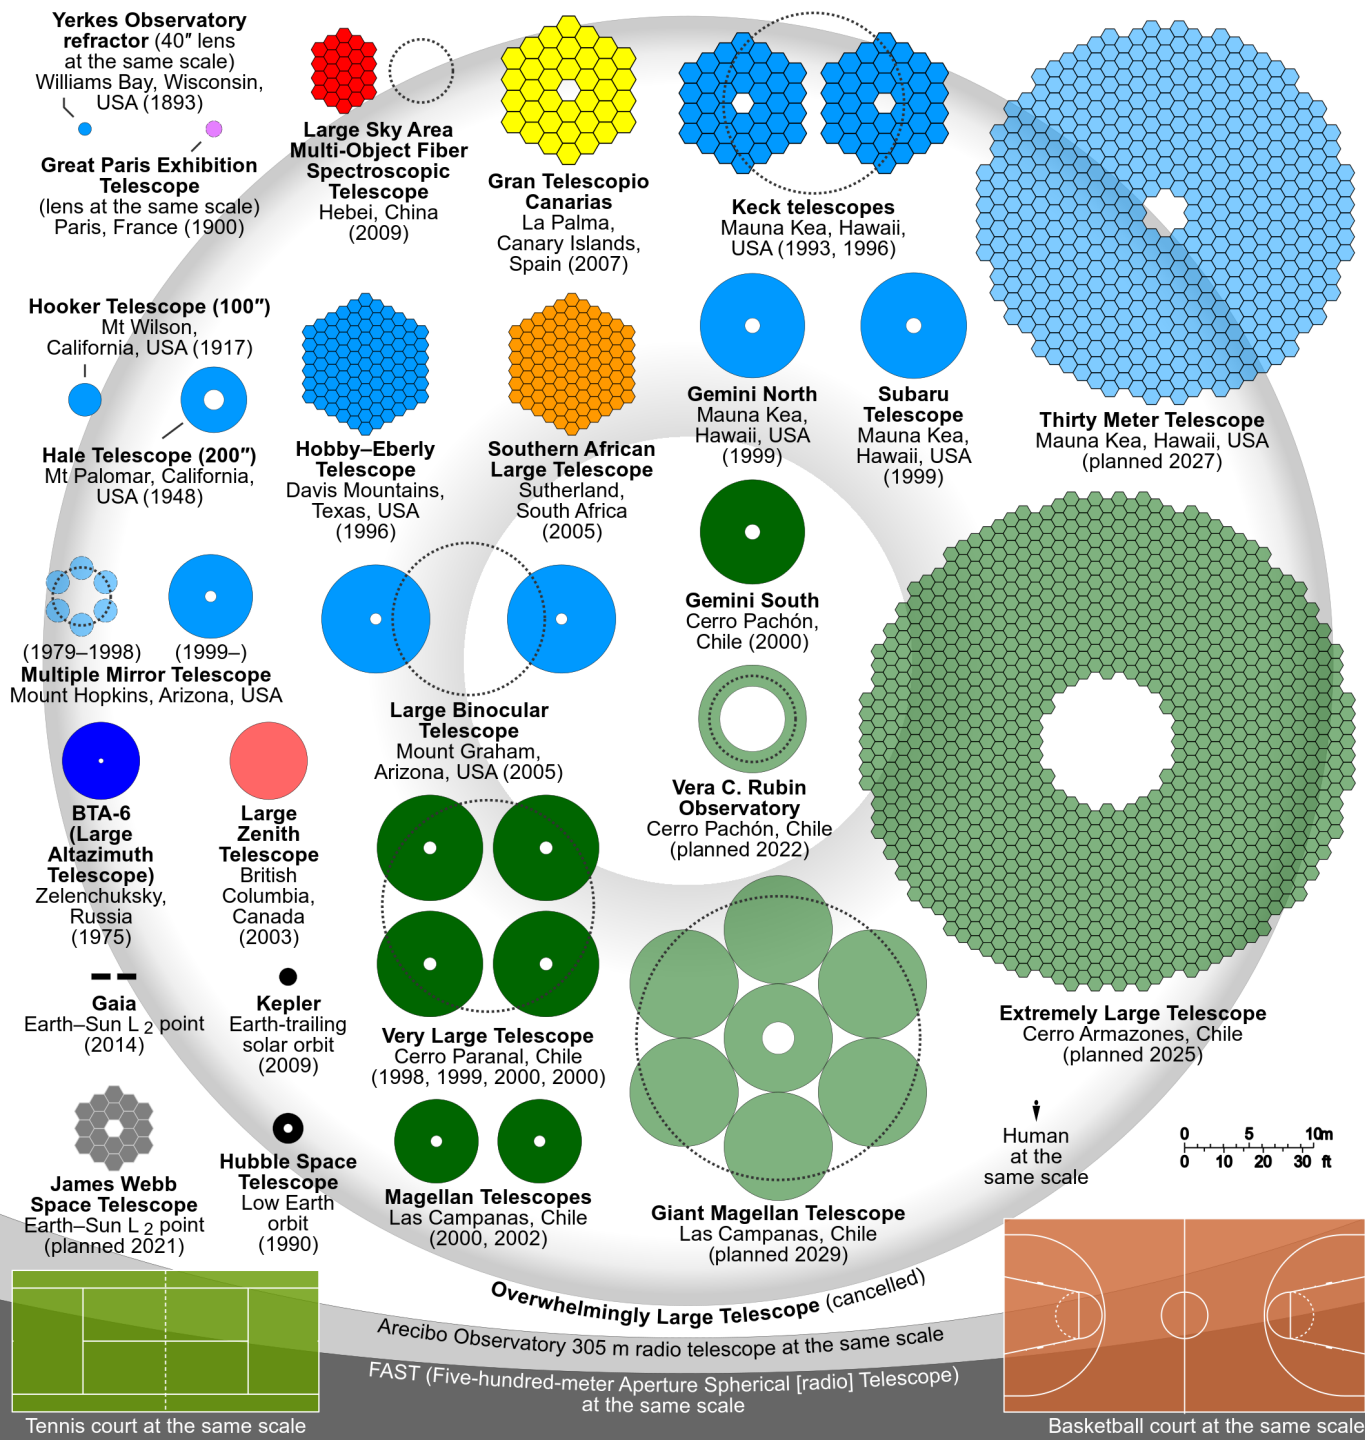 Yerkes Observatory
refractor (40″ lens
at the same scale)
Williams Bay, Wisconsin,
USA (1893)
Great Paris Exhibition
Telescope
(lens at the same scale)
Paris, France (1900)
Large Sky Area
Multi-Object Fiber
Spectroscopic
Telescope
Hebei, China
(2009)
Gran Telescopio
Canarias
La Palma,
Canary Islands,
Spain (2007)
Keck telescopes
Mauna Kea, Hawaii,
USA (1993, 1996)
Thirty Meter Telescope
Mauna Kea, Hawaii, USA
(planned 2027)
Hooker Telescope (100″)
Mt Wilson,
California, USA (1917)
Hale Telescope (200″)
Mt Palomar, California,
USA (1948)
Hobby–Eberly
Telescope
Davis Mountains,
Texas, USA
(1996)
Southern African
Large Telescope
Sutherland,
South Africa
(2005)
Gemini North
Mauna Kea,
Hawaii, USA
(1999)
Subaru
Telescope
Mauna Kea,
Hawaii, USA
(1999)
Gemini South
Cerro Pachón,
Chile (2000)
(1979–1998)
(1999–)
Multiple Mirror Telescope
Mount Hopkins, Arizona, USA
Large Binocular
Telescope
Mount Graham,
Arizona, USA (2005)
Vera C. Rubin
Observatory
Cerro Pachón, Chile
(planned 2022)
BTA-6
(Large
Altazimuth
Telescope)
Zelenchuksky,
Russia
(1975)
Large
Zenith
Telescope
British
Columbia,
Canada
(2003)
Extremely Large Telescope
Cerro Armazones, Chile
(planned 2025)
Gaia
Earth–Sun L 2 point
(2014)
Kepler
Earth-trailing
solar orbit
(2009)
Very Large Telescope
Cerro Paranal, Chile
(1998, 1999, 2000, 2000)
James Webb
Space Telescope
Earth–Sun L 2 point
(planned 2021)
Hubble Space
Telescope
Low Earth
orbit
(1990)
Magellan Telescopes
Las Campanas, Chile
(2000, 2002)
Giant Magellan Telescope
Las Campanas, Chile
(planned 2029)
Human
at the
same scale
0 5 10m
0 10 20 30 ft
Overwhelmingly Large Telescope (cancelled)
Arecibo Observatory 305 m radio telescope at the same scale
FAST (Five-hundred-meter Aperture Spherical [radio] Telescope)
at the same scale
Tennis court at the same scale
Basketball court at the same scale